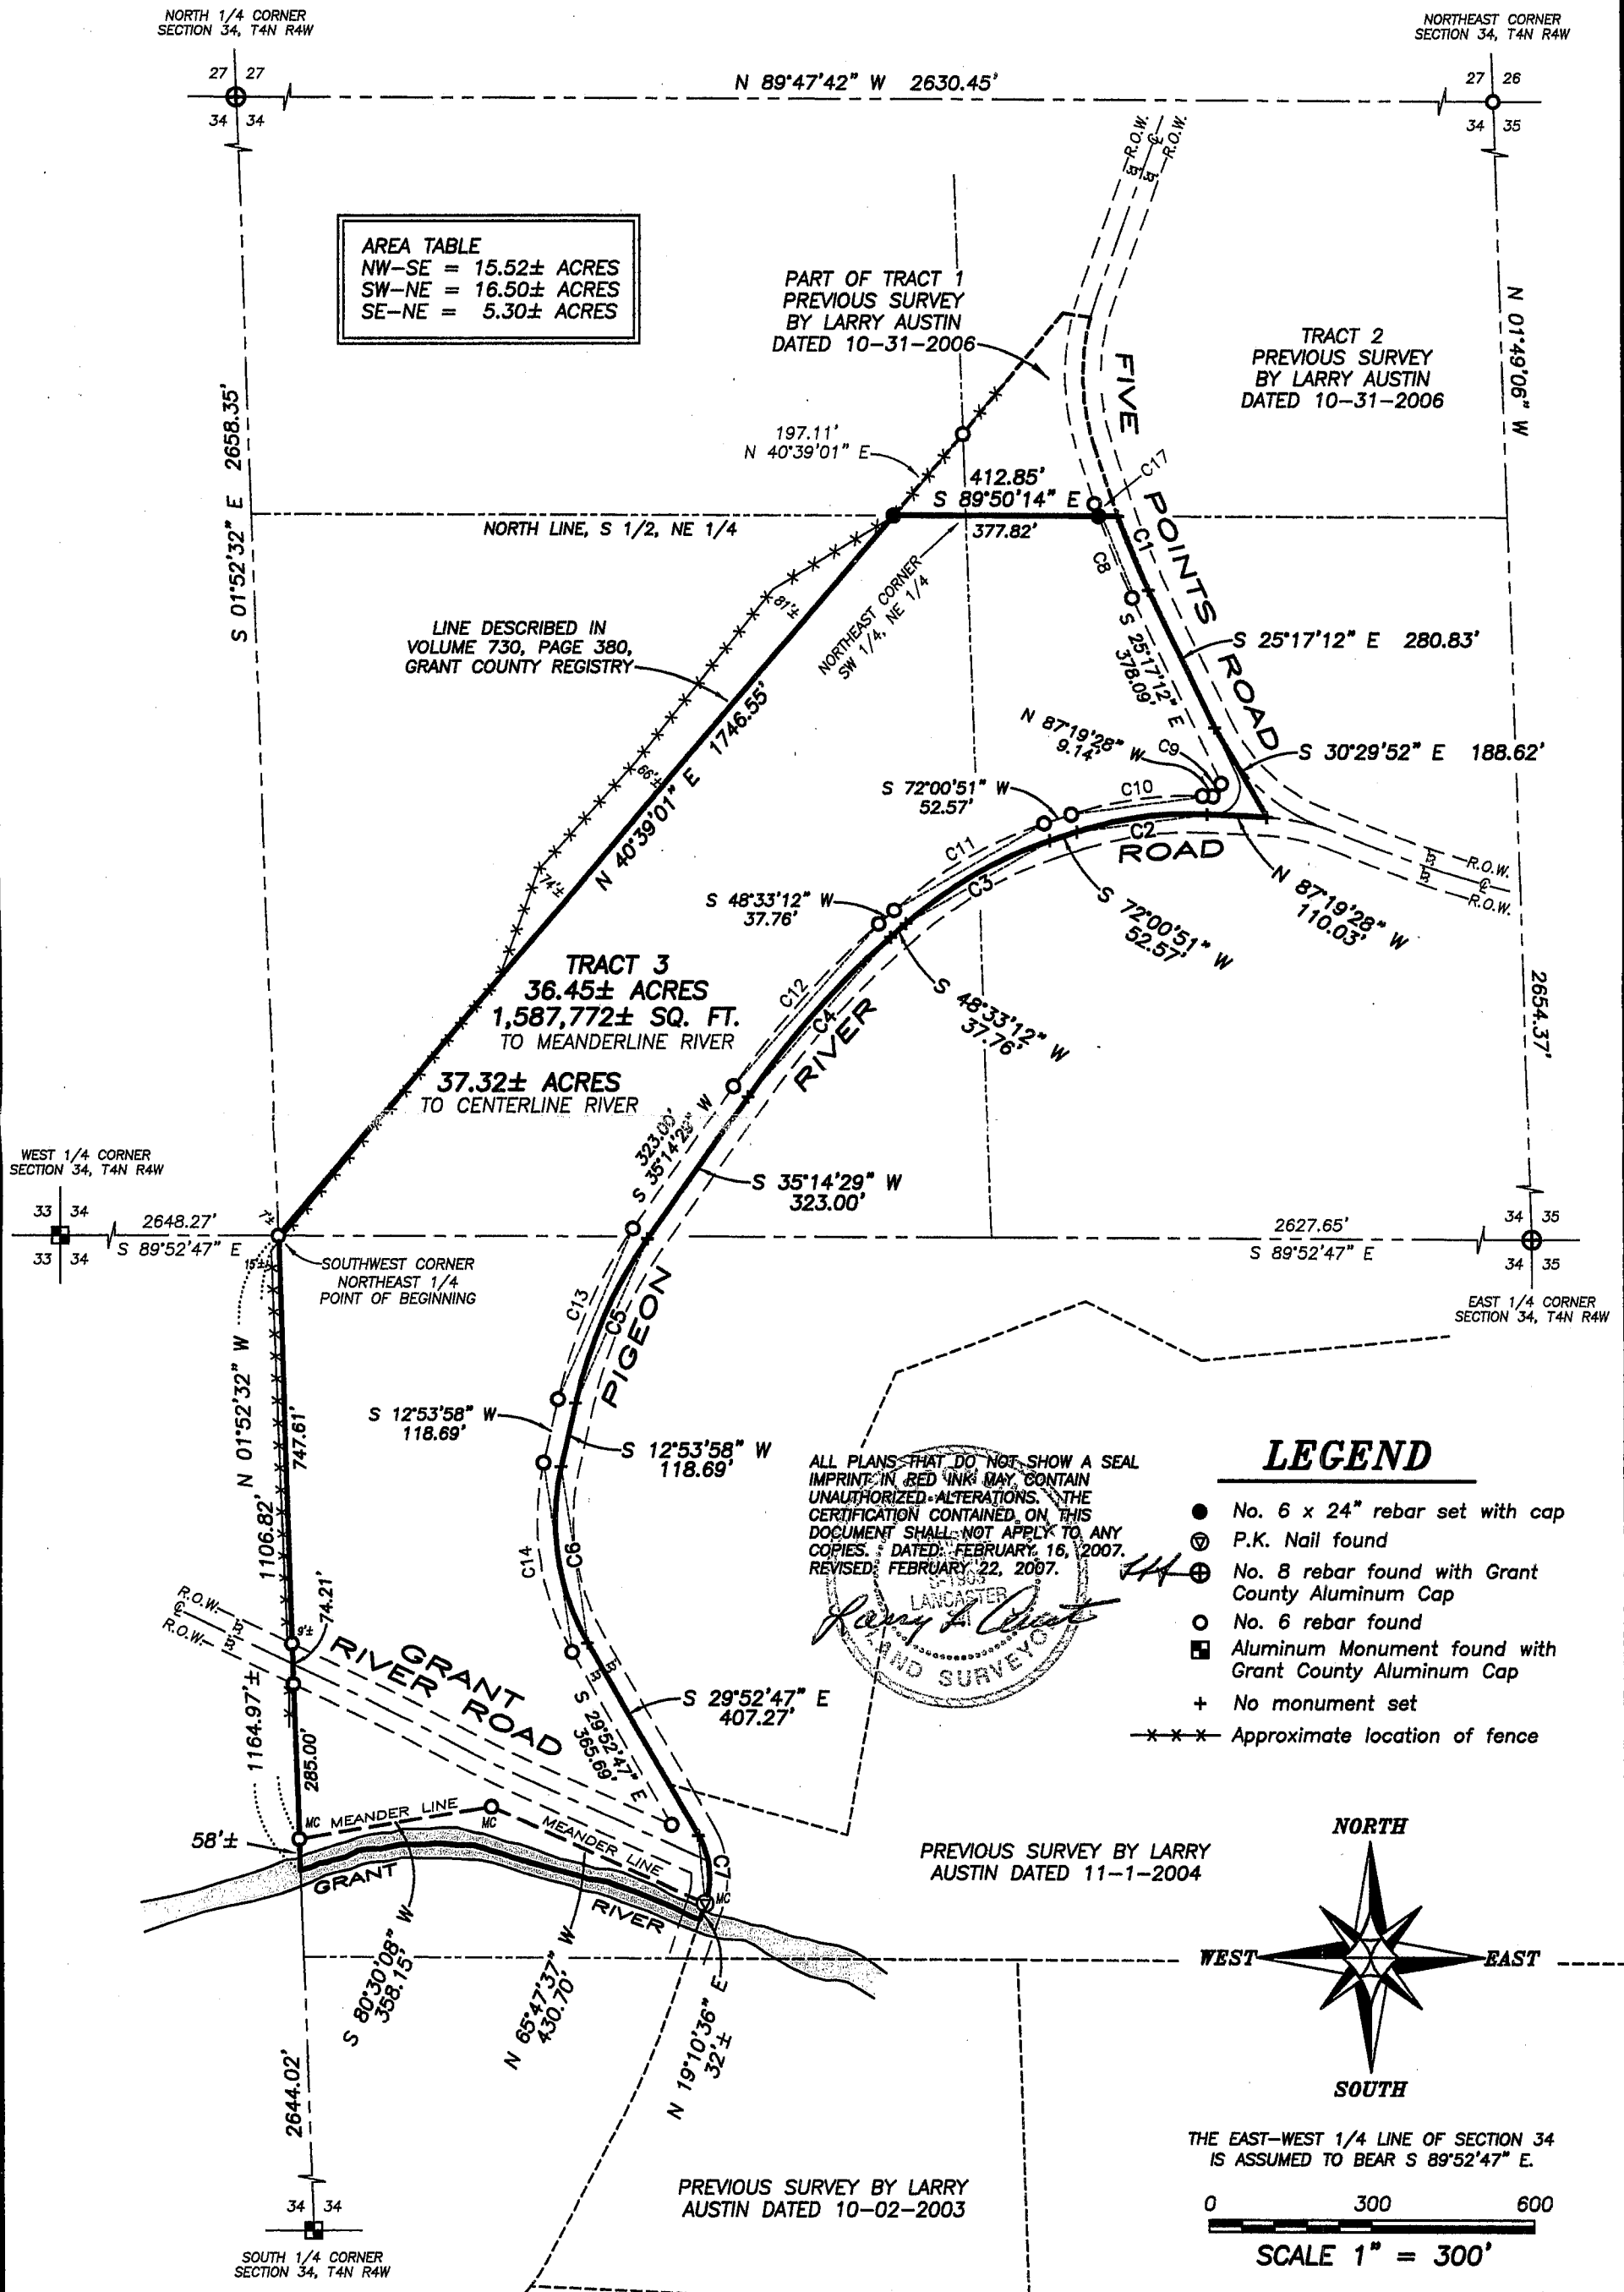 NORTH 1/4 CORNER
SECTION 34, T4N R4W
NORTHEAST CORNER
SECTION 34, T4N R4W
27 27
34 34
N 89°47'42" W 2630.45'
27 26
34 35
R.O.W.
℄
R.O.W.
33'
33'
AREA TABLE
NW-SE = 15.52± ACRES
SW-NE = 16.50± ACRES
SE-NE = 5.30± ACRES
PART OF TRACT 1
PREVIOUS SURVEY
BY LARRY AUSTIN
DATED 10-31-2006
TRACT 2
PREVIOUS SURVEY
BY LARRY AUSTIN
DATED 10-31-2006
N 01°49'06" W
2654.37'
S 01°52'32" E 2658.35'
197.11'
N 40°39'01" E
412.85'
S 89°50'14" E
377.82'
NORTH LINE, S 1/2, NE 1/4
NORTHEAST CORNER
SW 1/4, NE 1/4
FIVE POINTS ROAD
C17
C1
C8
S 25°17'12" E
378.09'
S 25°17'12" E 280.83'
S 30°29'52" E 188.62'
LINE DESCRIBED IN
VOLUME 730, PAGE 380,
GRANT COUNTY REGISTRY
81'±
66'±
74'±
N 40°39'01" E 1746.55'
N 87°19'28" W
9.14'
C9
C10
S 72°00'51" W
52.57'
C11
C2
C3
ROAD
N 87°19'28" W
110.03'
33'
33'
R.O.W.
℄
R.O.W.
S 72°00'51" W
52.57'
S 48°33'12" W
37.76'
S 48°33'12" W
37.76'
TRACT 3
36.45± ACRES
1,587,772± SQ. FT.
TO MEANDERLINE RIVER
37.32± ACRES
TO CENTERLINE RIVER
C12
C4
RIVER
323.00'
S 35°14'29" W
S 35°14'29" W
323.00'
WEST 1/4 CORNER
SECTION 34, T4N R4W
33 34
33 34
2648.27'
S 89°52'47" E
7'±
15'±
SOUTHWEST CORNER
NORTHEAST 1/4
POINT OF BEGINNING
2627.65'
S 89°52'47" E
34 35
34 35
EAST 1/4 CORNER
SECTION 34, T4N R4W
C13
C5
PIGEON
N 01°52'32" W
1106.82'
747.61'
S 12°53'58" W
118.69'
S 12°53'58" W
118.69'
C14
C6
ALL PLANS THAT DO NOT SHOW A SEAL
IMPRINT IN RED INK MAY CONTAIN
UNAUTHORIZED ALTERATIONS. THE
CERTIFICATION CONTAINED ON THIS
DOCUMENT SHALL NOT APPLY TO ANY
COPIES. DATED: FEBRUARY 16, 2007.
REVISED: FEBRUARY 22, 2007.
LANCASTER
LAND SURVEYOR
Larry L. Austin
LEGEND
No. 6 x 24" rebar set with cap
P.K. Nail found
No. 8 rebar found with Grant
County Aluminum Cap
No. 6 rebar found
Aluminum Monument found with
Grant County Aluminum Cap
No monument set
Approximate location of fence
R.O.W.
℄
R.O.W.
33'
33'
9'±
74.21'
GRANT
RIVER ROAD
1164.97'±
285.00'
33'
S 29°52'47" E
407.27'
S 29°52'47" E
365.69'
58'±
MC
MEANDER LINE
MC
MEANDER LINE
MC
C7
GRANT
RIVER
S 80°30'08" W
358.15'
N 65°47'37" W
430.70'
N 19°10'36" E
32'±
PREVIOUS SURVEY BY LARRY
AUSTIN DATED 11-1-2004
NORTH
WEST
EAST
SOUTH
2644.02'
34 34
SOUTH 1/4 CORNER
SECTION 34, T4N R4W
PREVIOUS SURVEY BY LARRY
AUSTIN DATED 10-02-2003
THE EAST-WEST 1/4 LINE OF SECTION 34
IS ASSUMED TO BEAR S 89°52'47" E.
0 300 600
SCALE 1" = 300'